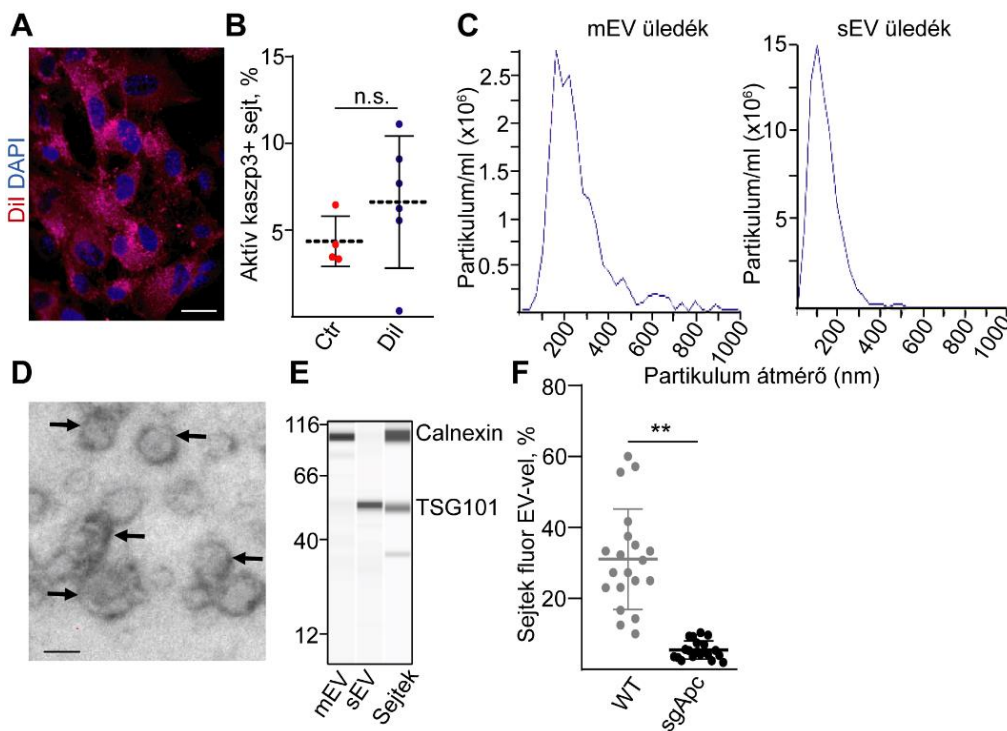 A
DiI DAPI
B
Aktív kaszp3+ sejt, %
15
10
5
n.s.
Ctr
DiI
C
mEV üledék
Partikulum/ml (x10⁶)
2.5
2
1.5
1
0.5
200
400
600
800
1000
sEV üledék
Partikulum/ml (x10⁶)
15
10
5
200
400
600
800
1000
Partikulum átmérő (nm)
D
E
116
66
40
12
Calnexin
TSG101
mEV
sEV
Sejtek
F
Sejtek fluor EV-vel, %
80
60
40
20
**
WT
sgApc